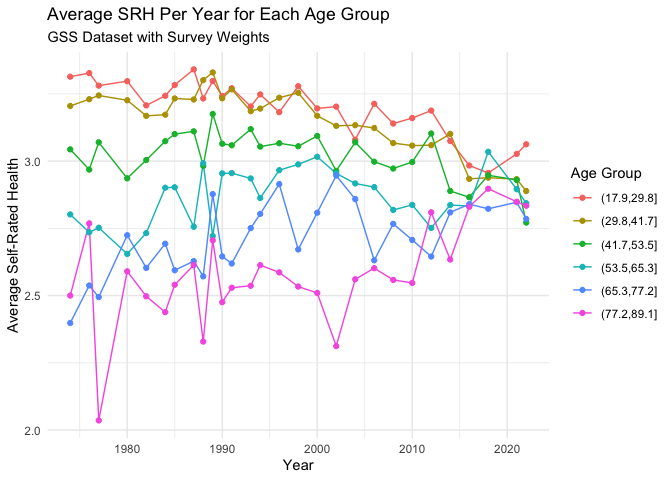 Average SRH Per Year for Each Age Group
GSS Dataset with Survey Weights
Average Self-Rated Health
3.0
2.5
2.0
1980
1990
2000
2010
2020
Year
Age Group
(17.9,29.8]
(29.8,41.7]
(41.7,53.5]
(53.5,65.3]
(65.3,77.2]
(77.2,89.1]